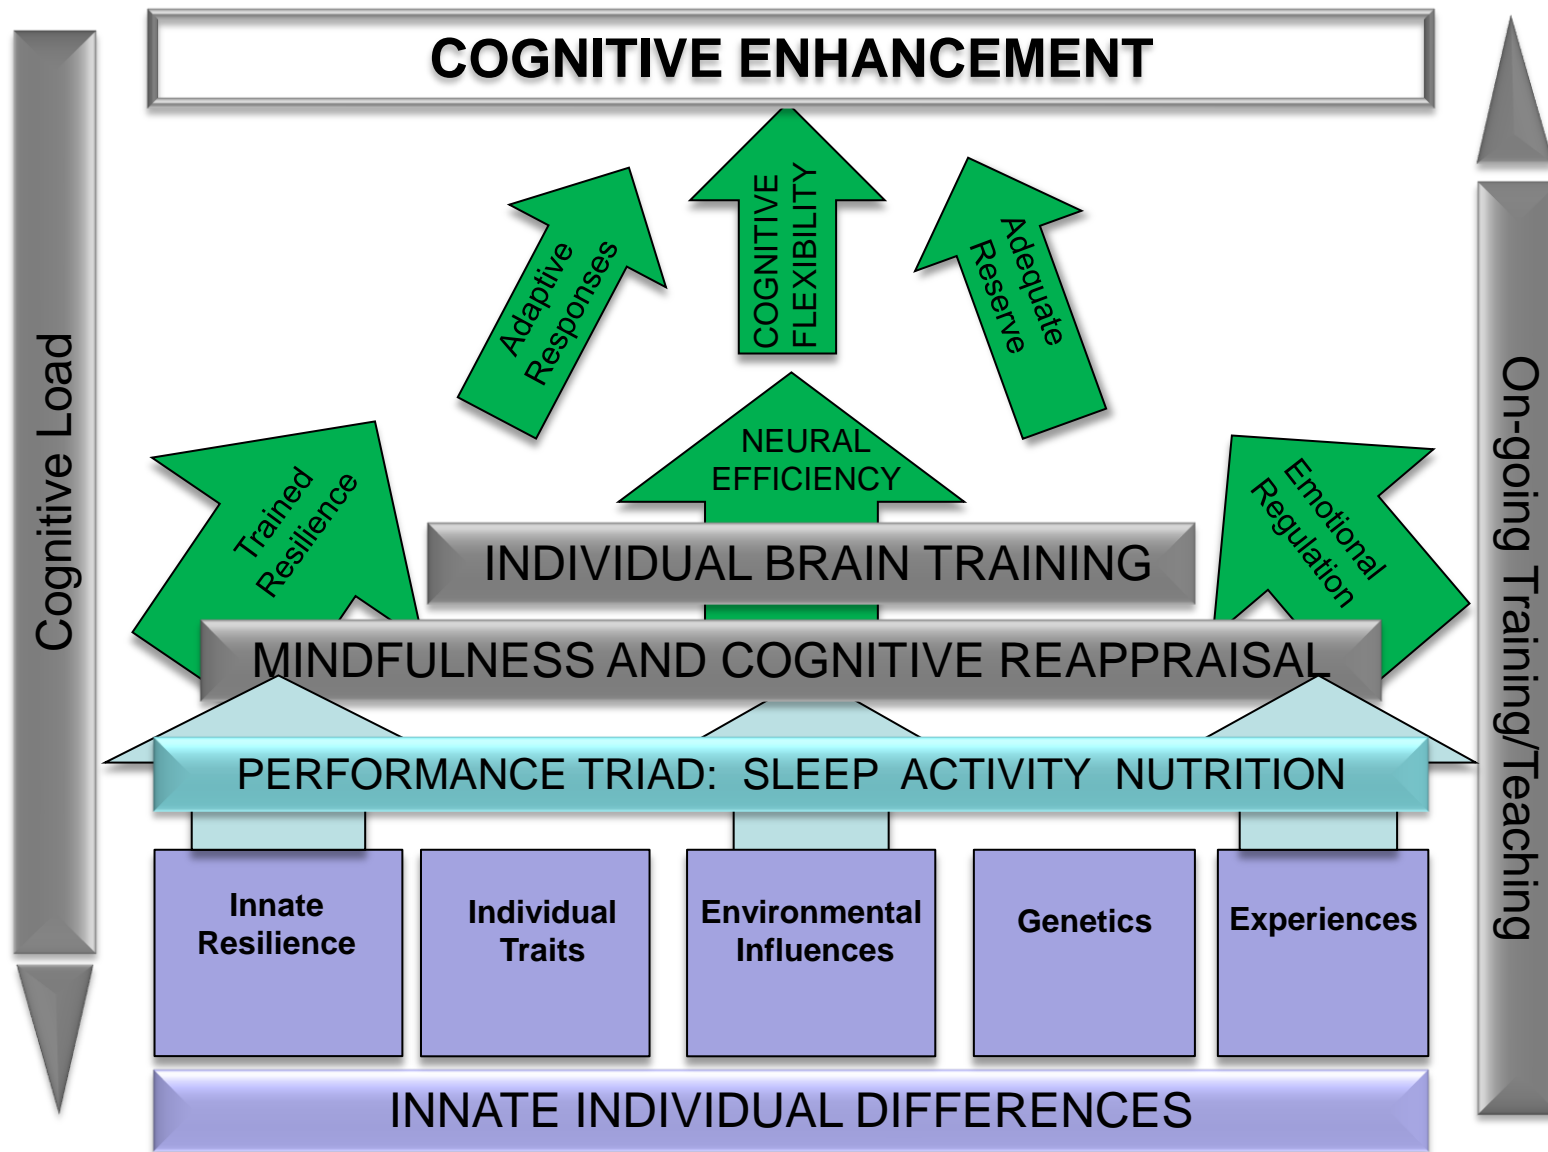 COGNITIVE ENHANCEMENT
Cognitive Load
Adaptive
Responses
COGNITIVE
FLEXIBILITY
Adequate
Reserve
On-going Training/Teaching
Trained
Resilience
NEURAL
EFFICIENCY
Emotional
Regulation
INDIVIDUAL BRAIN TRAINING
MINDFULNESS AND COGNITIVE REAPPRAISAL
PERFORMANCE TRIAD: SLEEP ACTIVITY NUTRITION
Innate
Resilience
Individual
Traits
Environmental
Influences
Genetics
Experiences
INNATE INDIVIDUAL DIFFERENCES